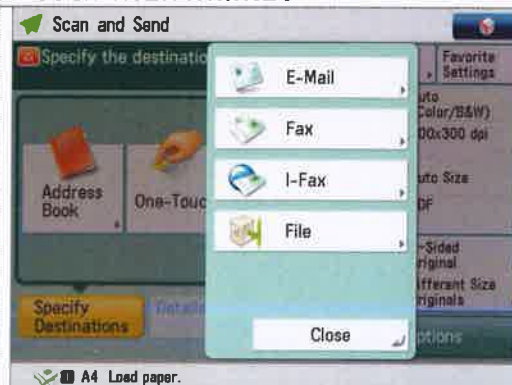 Scan and Send
Specify the destinatio
Favorite
Settings
E-Mail
Fax
I-Fax
File
Close
uto
Color/B&W)
00x300 dpi
uto Size
DF
-Sided
riginal
ifferent Size
riginals
Address
Book
One-Touc
Specify
Destinations
Details
ptions
A4 Load paper.